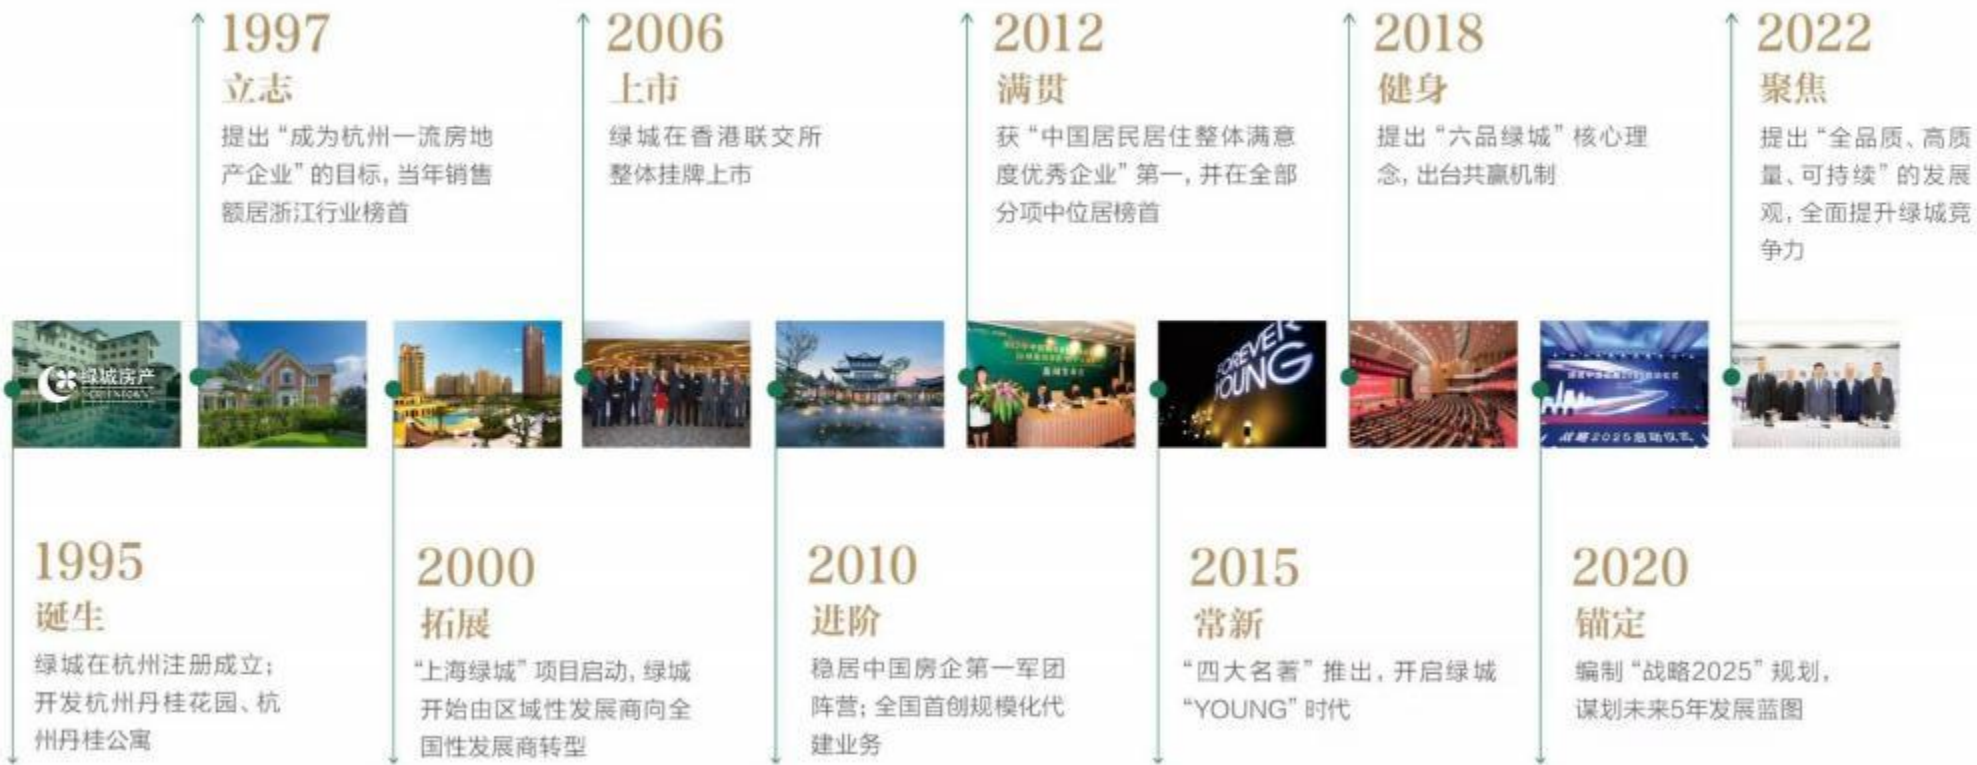 1997
立志
提出“成为杭州一流房地
产企业”的目标，当年销售
额居浙江行业榜首
2006
上市
绿城在香港联交所
整体挂牌上市
2012
满贯
获“中国居民居住整体满意
度优秀企业”第一，并在全部
分项中位居榜首
2018
健身
提出“六品绿城”核心理
念，出台共赢机制
2022
聚焦
提出“全品质、高质
量、可持续”的发展
观，全面提升绿城竞
争力
绿城房产
FOREVER
YOUNG
战略2025启动仪式
1995
诞生
绿城在杭州注册成立；
开发杭州丹桂花园、杭
州丹桂公寓
2000
拓展
“上海绿城”项目启动，绿城
开始由区域性发展商向全
国性发展商转型
2010
进阶
稳居中国房企第一军团
阵营；全国首创规模化代
建业务
2015
常新
“四大名著”推出，开启绿城
“YOUNG”时代
2020
锚定
编制“战略2025”规划，
谋划未来5年发展蓝图